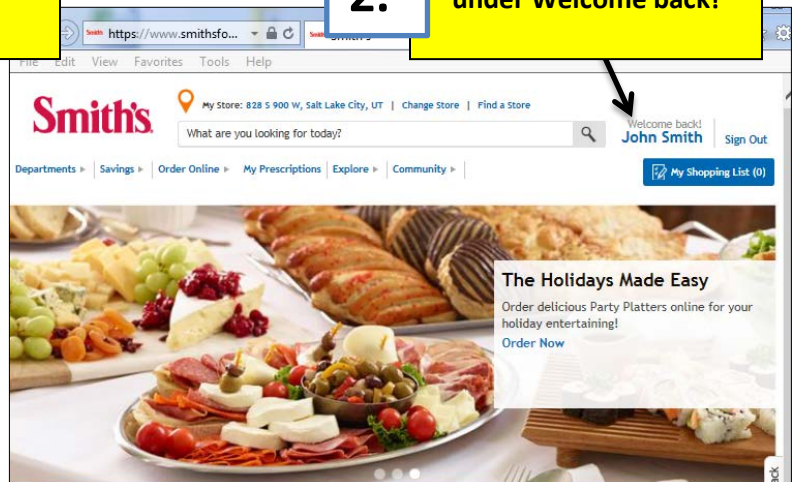 2.
under Welcome back!
https://www.smithsfo...
File Edit View Favorites Tools Help
Smith's
My Store: 828 S 900 W, Salt Lake City, UT | Change Store | Find a Store
What are you looking for today?
Welcome back!
John Smith
Sign Out
Departments | Savings | Order Online | My Prescriptions | Explore | Community |
My Shopping List (0)
The Holidays Made Easy
Order delicious Party Platters online for your
holiday entertaining!
Order Now